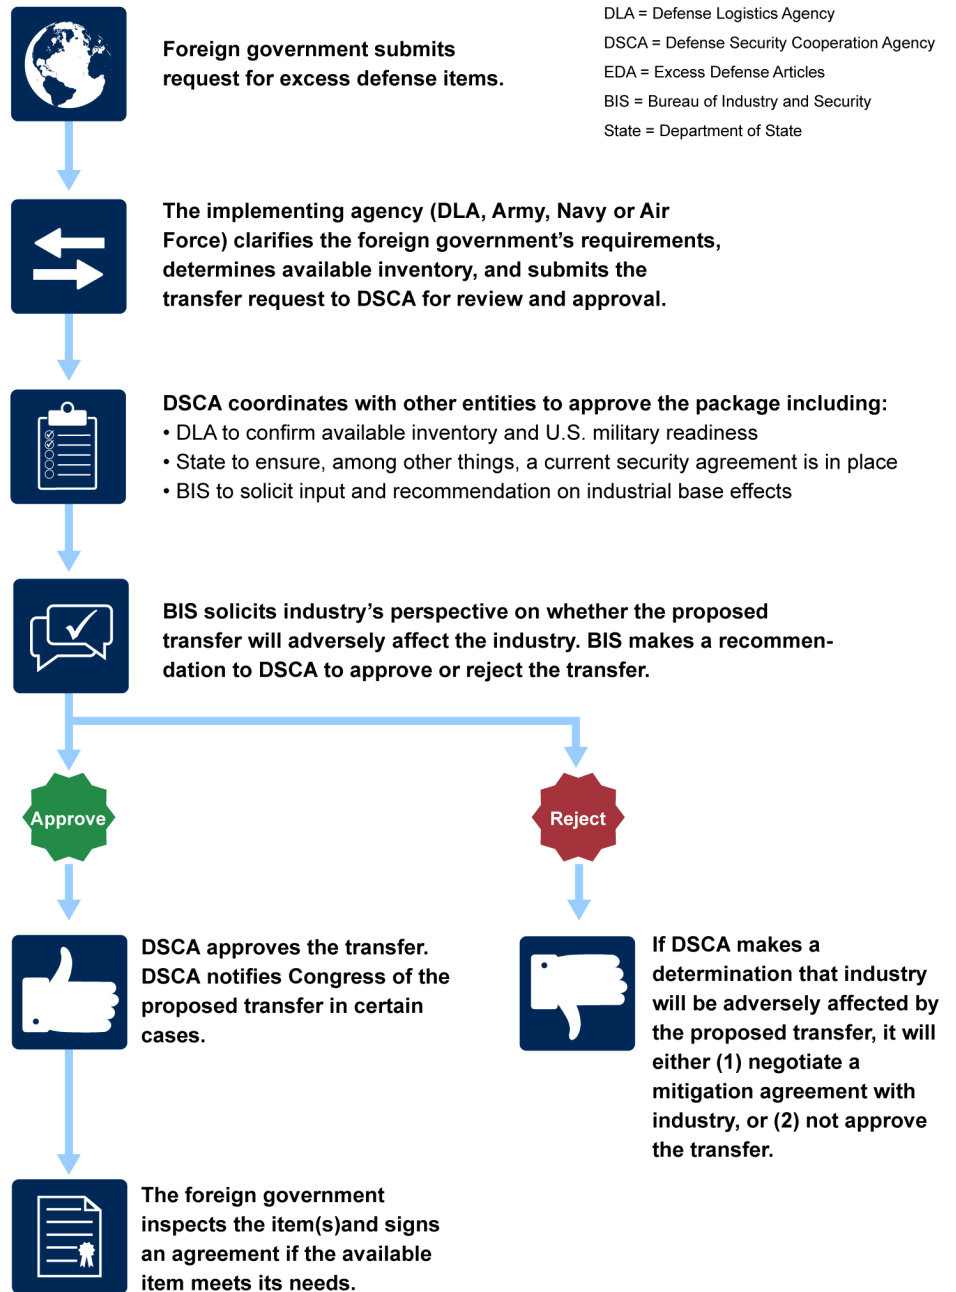 DLA = Defense Logistics Agency
DSCA = Defense Security Cooperation Agency
EDA = Excess Defense Articles
BIS = Bureau of Industry and Security
State = Department of State
Foreign government submits
request for excess defense items.
The implementing agency (DLA, Army, Navy or Air
Force) clarifies the foreign government’s requirements,
determines available inventory, and submits the
transfer request to DSCA for review and approval.
DSCA coordinates with other entities to approve the package including:
• DLA to confirm available inventory and U.S. military readiness
• State to ensure, among other things, a current security agreement is in place
• BIS to solicit input and recommendation on industrial base effects
BIS solicits industry’s perspective on whether the proposed
transfer will adversely affect the industry. BIS makes a recommen-
dation to DSCA to approve or reject the transfer.
Approve
Reject
DSCA approves the transfer.
DSCA notifies Congress of the
proposed transfer in certain
cases.
If DSCA makes a
determination that industry
will be adversely affected by
the proposed transfer, it will
either (1) negotiate a
mitigation agreement with
industry, or (2) not approve
the transfer.
The foreign government
inspects the item(s)and signs
an agreement if the available
item meets its needs.